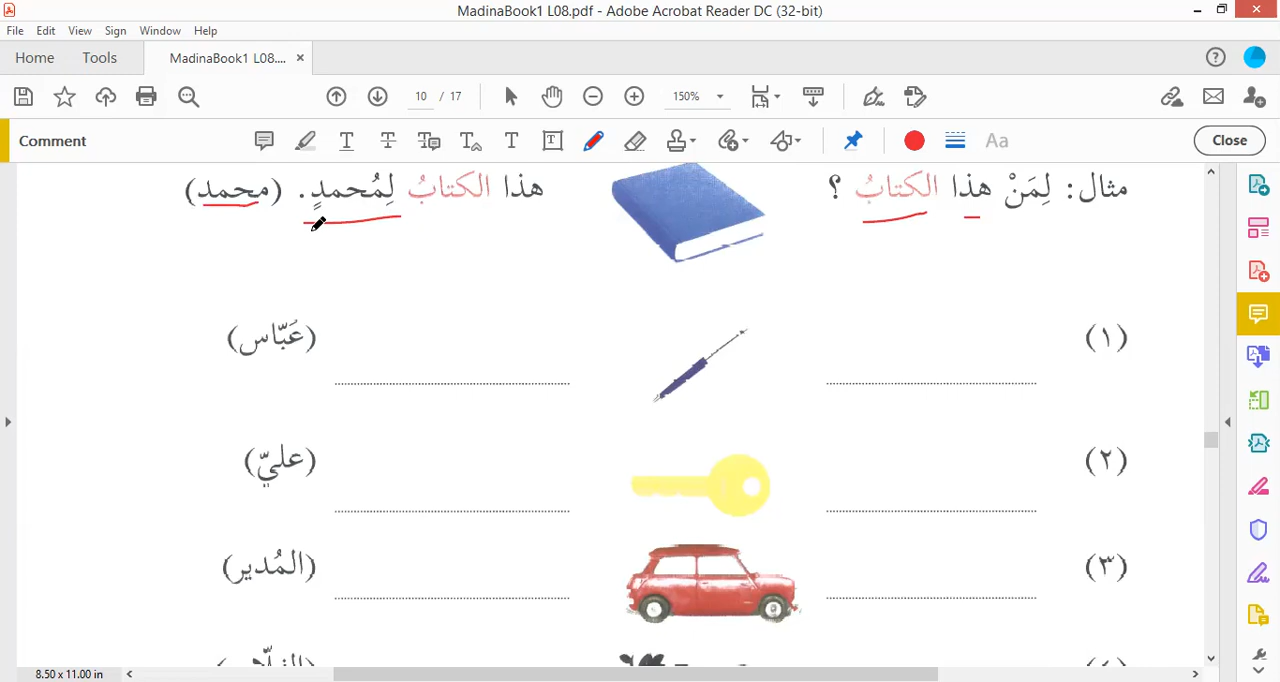 MadinaBook1 L08.pdf - Adobe Acrobat Reader DC (32-bit)
File Edit View Sign Window Help
Home Tools MadinaBook1 L08.... ×
10 / 17 150%
Comment Aa Close
مثال : لِمَنْ هذا الكتابُ ؟ هذا الكتابُ لِمُحمدٍ . (محمد)
(١) (عَبّاس)
(٢) (عليّ)
(٣) (المُدير)
8.50 x 11.00 in